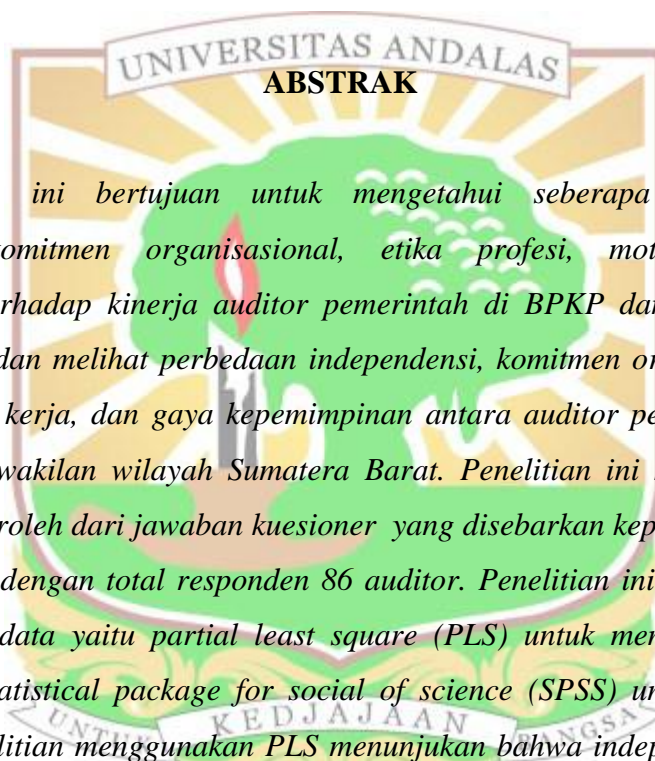 UNIVERSITAS ANDALAS
ABSTRAK
ini bertujuan untuk mengetahui seberapa
komitmen organisasional, etika profesi, mot
rhadap kinerja auditor pemerintah di BPKP dan
dan melihat perbedaan independensi, komitmen or
kerja, dan gaya kepemimpinan antara auditor pe
wakilan wilayah Sumatera Barat. Penelitian ini
roleh dari jawaban kuesioner yang disebarkan kep
dengan total responden 86 auditor. Penelitian ini
data yaitu partial least square (PLS) untuk men
atistical package for social of science (SPSS) un
UNTUK KEDJAJAAN BANGSA
litian menggunakan PLS menunjukan bahwa indep